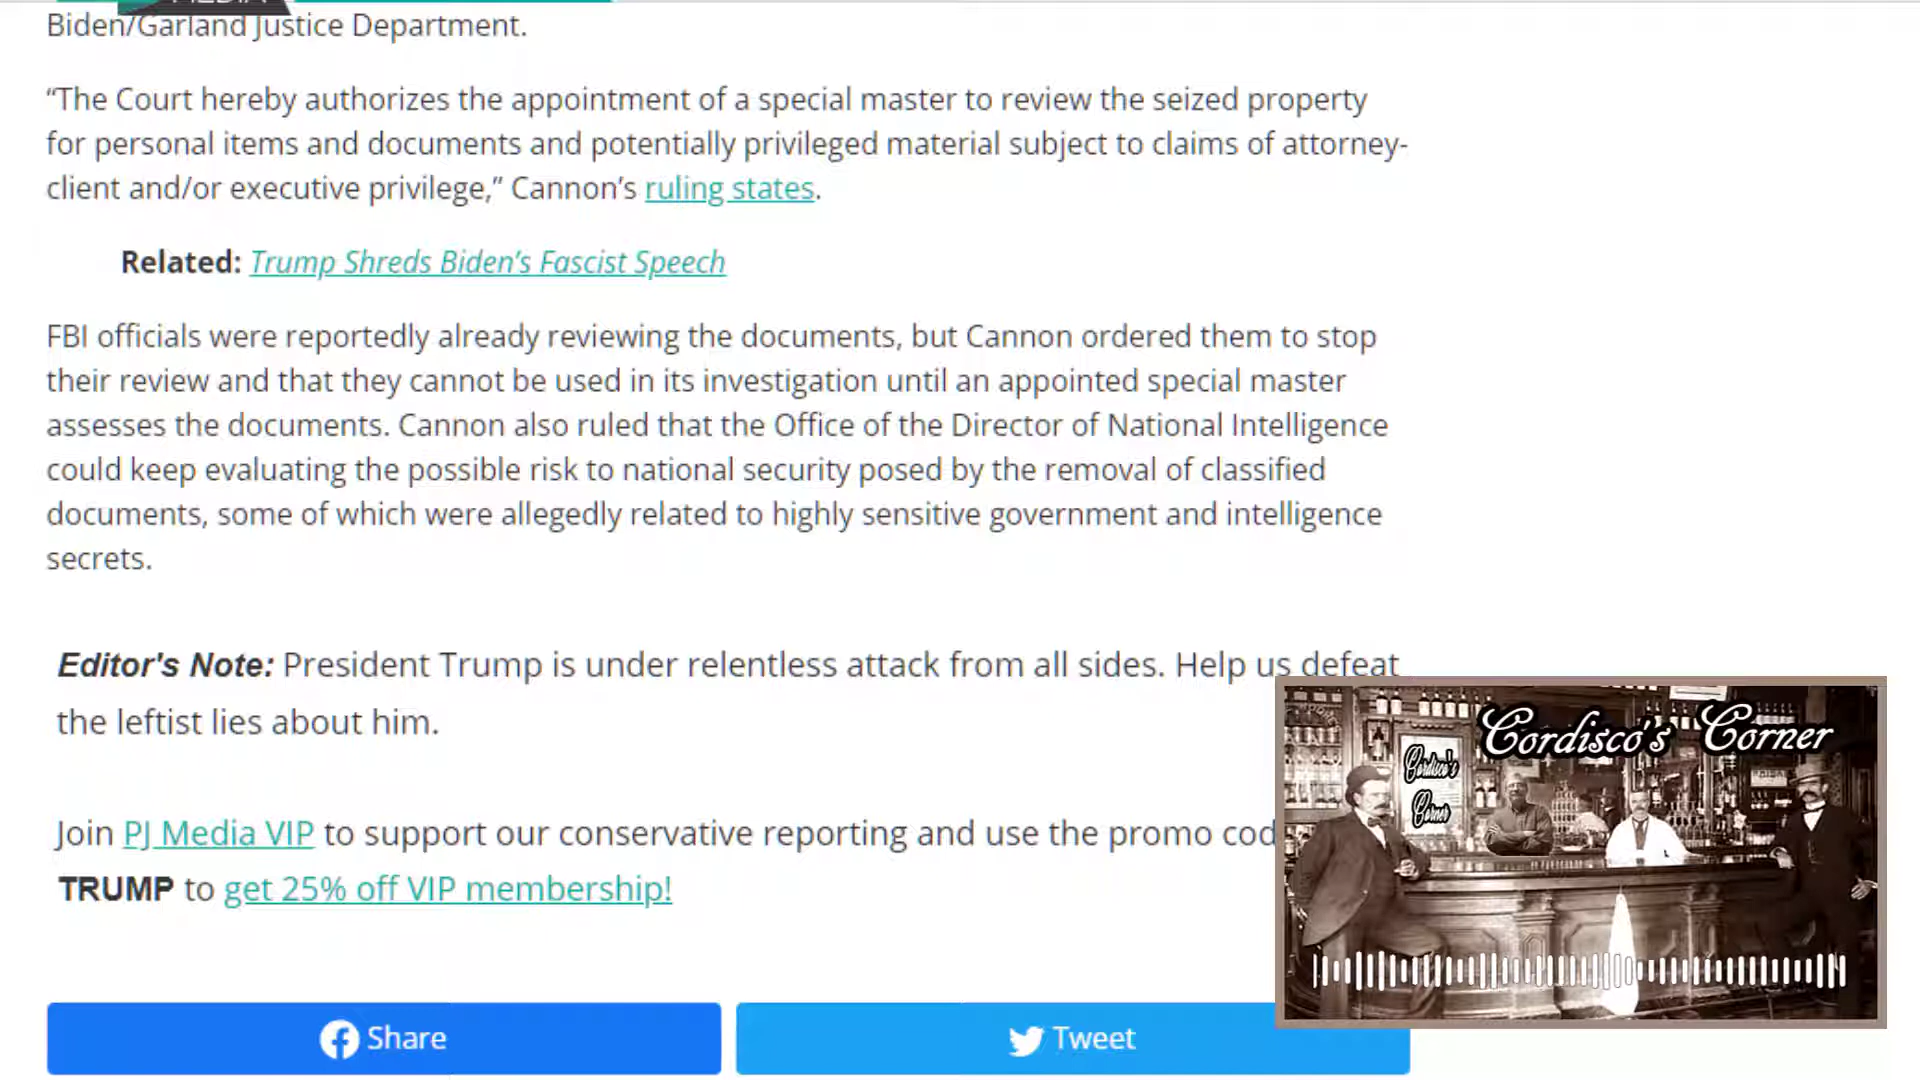 MEDIA
Biden/Garland Justice Department.
“The Court hereby authorizes the appointment of a special master to review the seized property
for personal items and documents and potentially privileged material subject to claims of attorney-
client and/or executive privilege,” Cannon’s ruling states.
Related: Trump Shreds Biden’s Fascist Speech
FBI officials were reportedly already reviewing the documents, but Cannon ordered them to stop
their review and that they cannot be used in its investigation until an appointed special master
assesses the documents. Cannon also ruled that the Office of the Director of National Intelligence
could keep evaluating the possible risk to national security posed by the removal of classified
documents, some of which were allegedly related to highly sensitive government and intelligence
secrets.
Editor's Note: President Trump is under relentless attack from all sides. Help us defeat
the leftist lies about him.
Join PJ Media VIP to support our conservative reporting and use the promo cod
TRUMP to get 25% off VIP membership!
Cordisco's Corner
Cordisco's
Corner
Share
Tweet